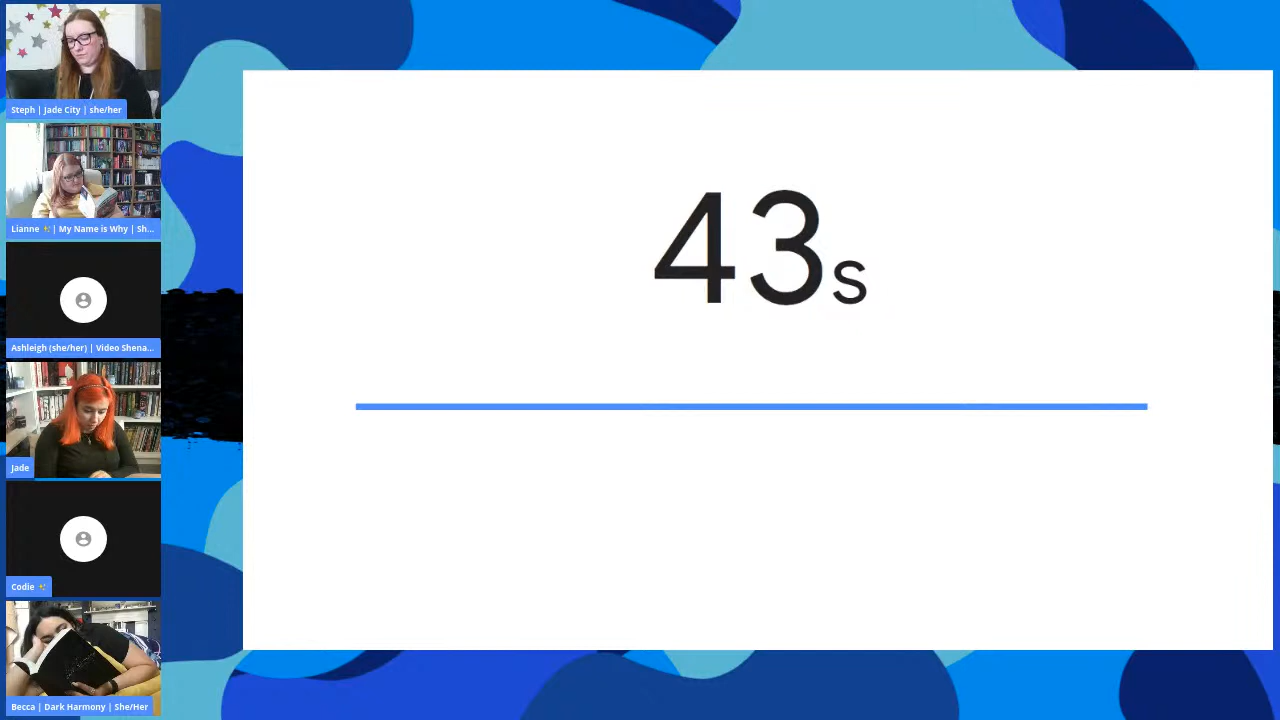 Steph | Jade City | she/her
Lianne ✨ | My Name is Why | Sh...
Ashleigh (she/her) | Video Shena...
Jade
Codie ✨
Becca | Dark Harmony | She/Her
43s